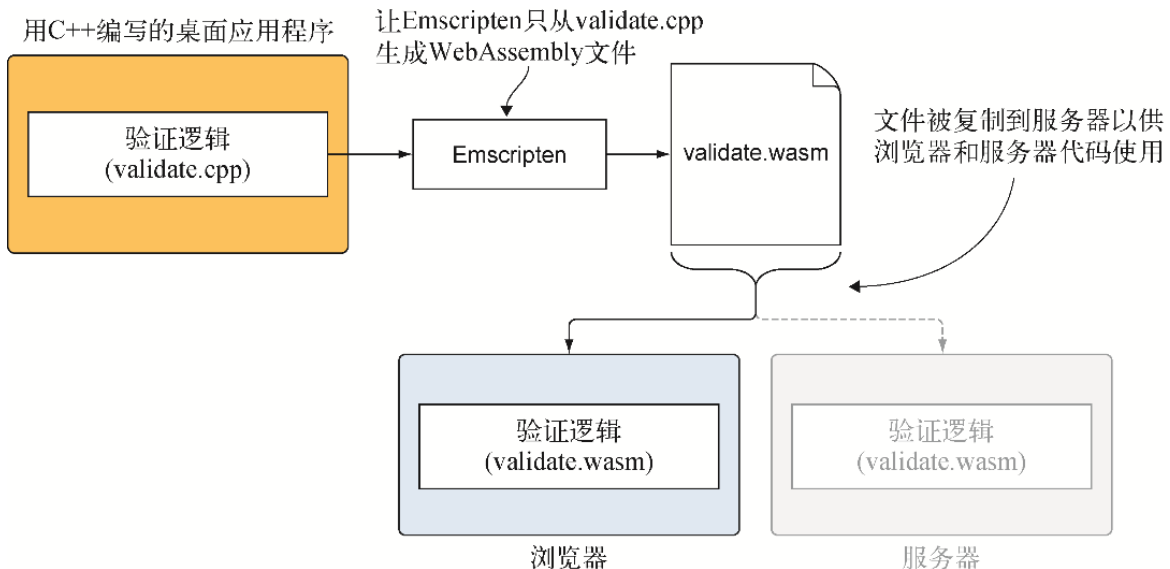 用C++编写的桌面应用程序
让Emscripten只从validate.cpp
生成WebAssembly文件
验证逻辑
(validate.cpp)
Emscripten
validate.wasm
文件被复制到服务器以供
浏览器和服务器代码使用
验证逻辑
(validate.wasm)
浏览器
验证逻辑
(validate.wasm)
服务器